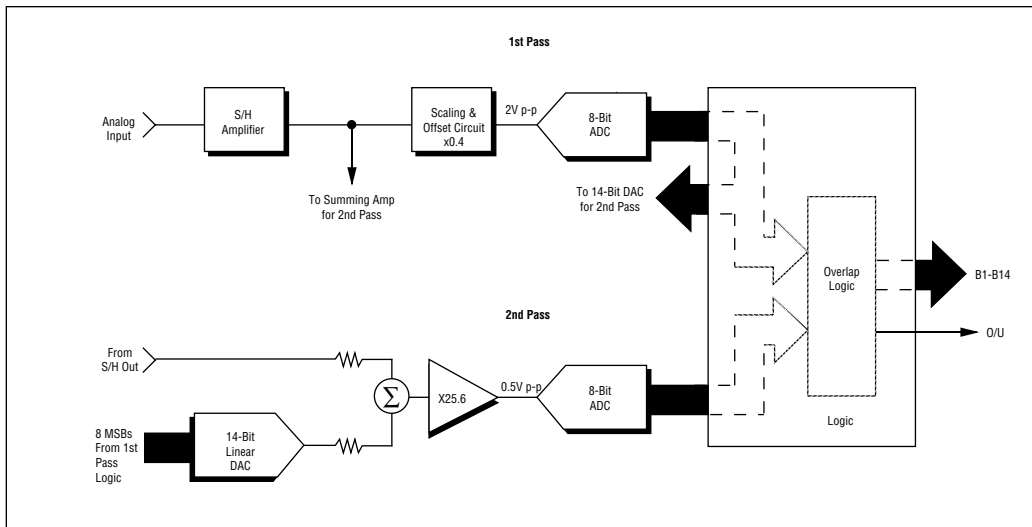 1st Pass
Analog
Input
S/H
Amplifier
Scaling &
Offset Circuit
x0.4
2V p-p
8-Bit
ADC
To Summing Amp
for 2nd Pass
To 14-Bit DAC
for 2nd Pass
Overlap
Logic
B1-B14
O/U
Logic
2nd Pass
From
S/H Out
Σ
X25.6
0.5V p-p
8-Bit
ADC
8 MSBs
From 1st
Pass
Logic
14-Bit
Linear
DAC